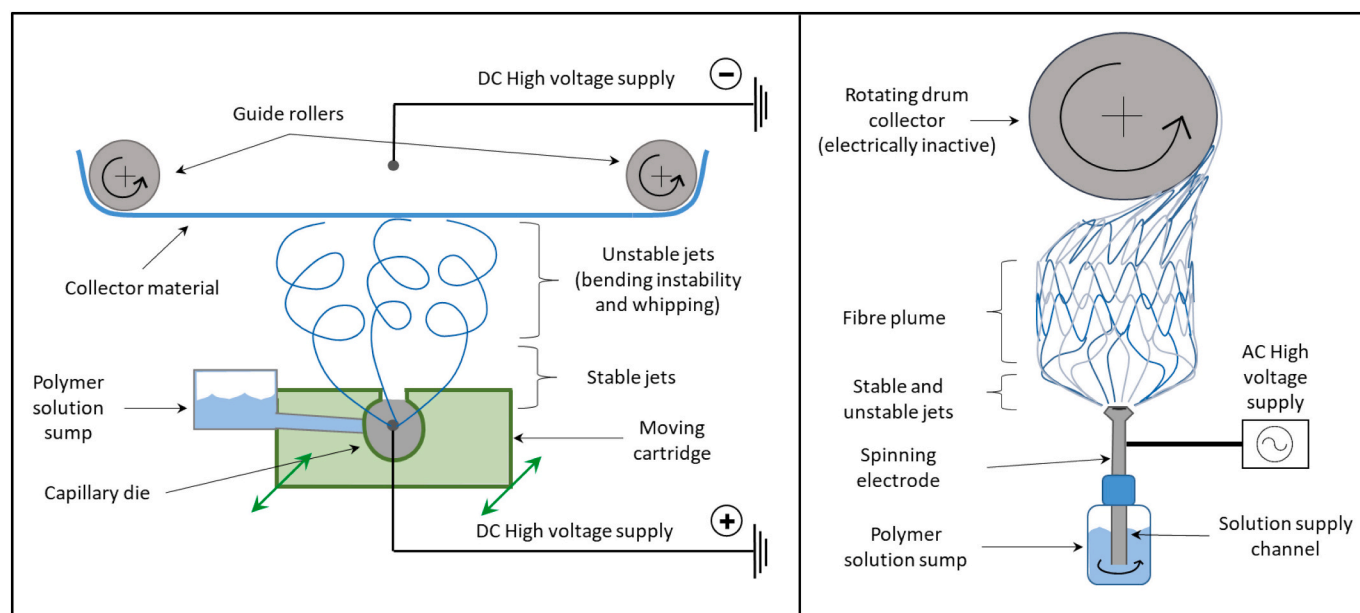 DC High voltage supply
−
Guide rollers
Collector material
Unstable jets
(bending instability
and whipping)
Stable jets
Polymer
solution
sump
Moving
cartridge
Capillary die
DC High voltage supply
+
Rotating drum
collector
(electrically inactive)
Fibre plume
Stable and
unstable jets
AC High
voltage
supply
Spinning
electrode
Polymer
solution sump
Solution supply
channel